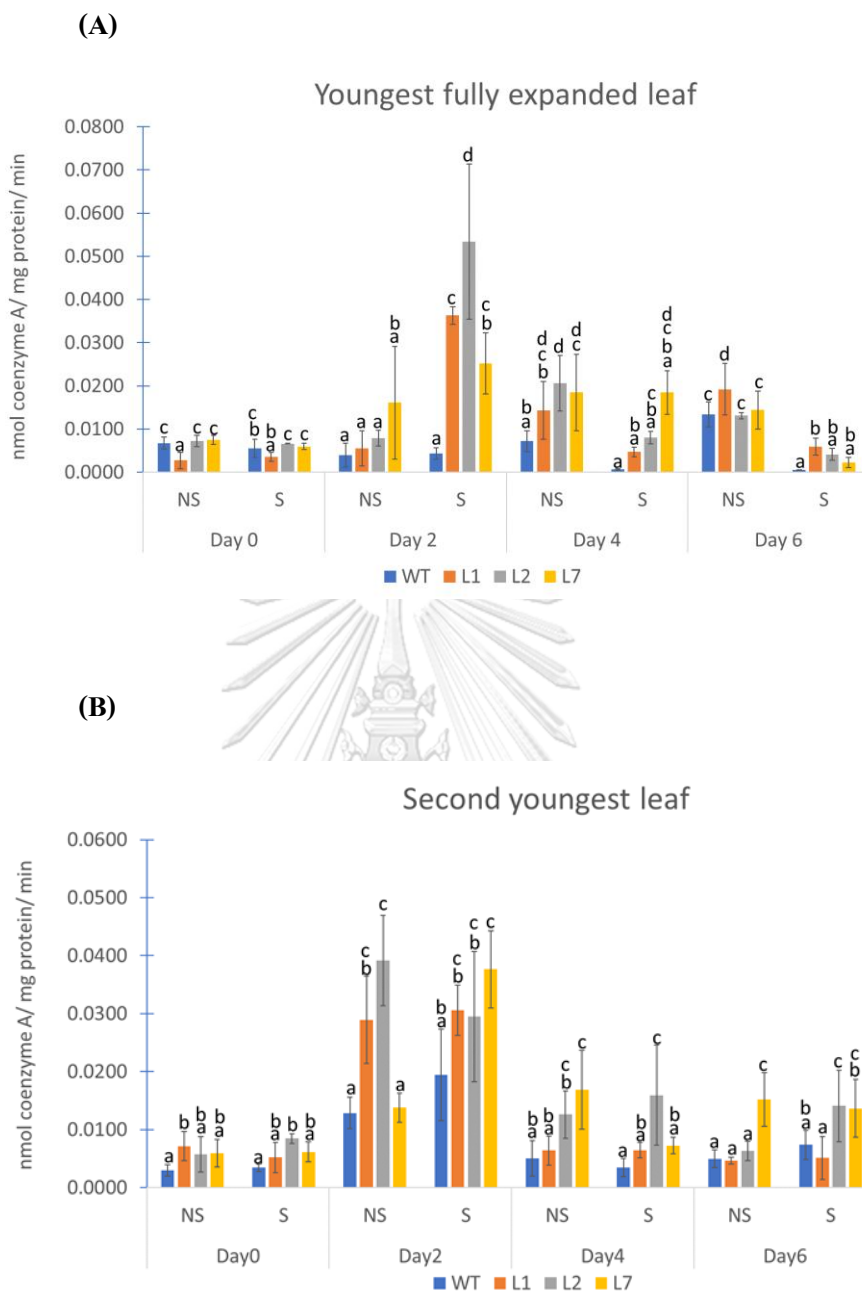 (A)
Youngest fully expanded leaf
nmol coenzyme A/ mg protein/ min
0.0800
0.0700
0.0600
0.0500
0.0400
0.0300
0.0200
0.0100
0.0000
c a c c
c b b a c c
a a a b a
a c d c b
b a d c b d d c
a b a c b a d c b a
c d c c
a b b a b a
NS S NS S NS S NS S
Day 0 Day 2 Day 4 Day 6
WT L1 L2 L7
(B)
Second youngest leaf
nmol coenzyme A/ mg protein/ min
0.0600
0.0500
0.0400
0.0300
0.0200
0.0100
0.0000
a b b a b a
a b a b b a
a c b c a
b a c b c b c
b a b a c b c
a b a c b a
a a b c
b a a c c b
NS S NS S NS S NS S
Day0 Day2 Day4 Day6
WT L1 L2 L7